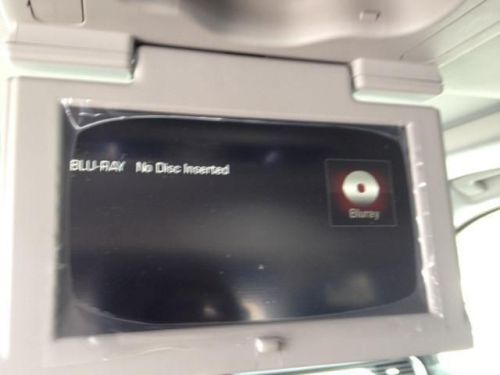 BLU-RAY No Disc Inserted
Bluray